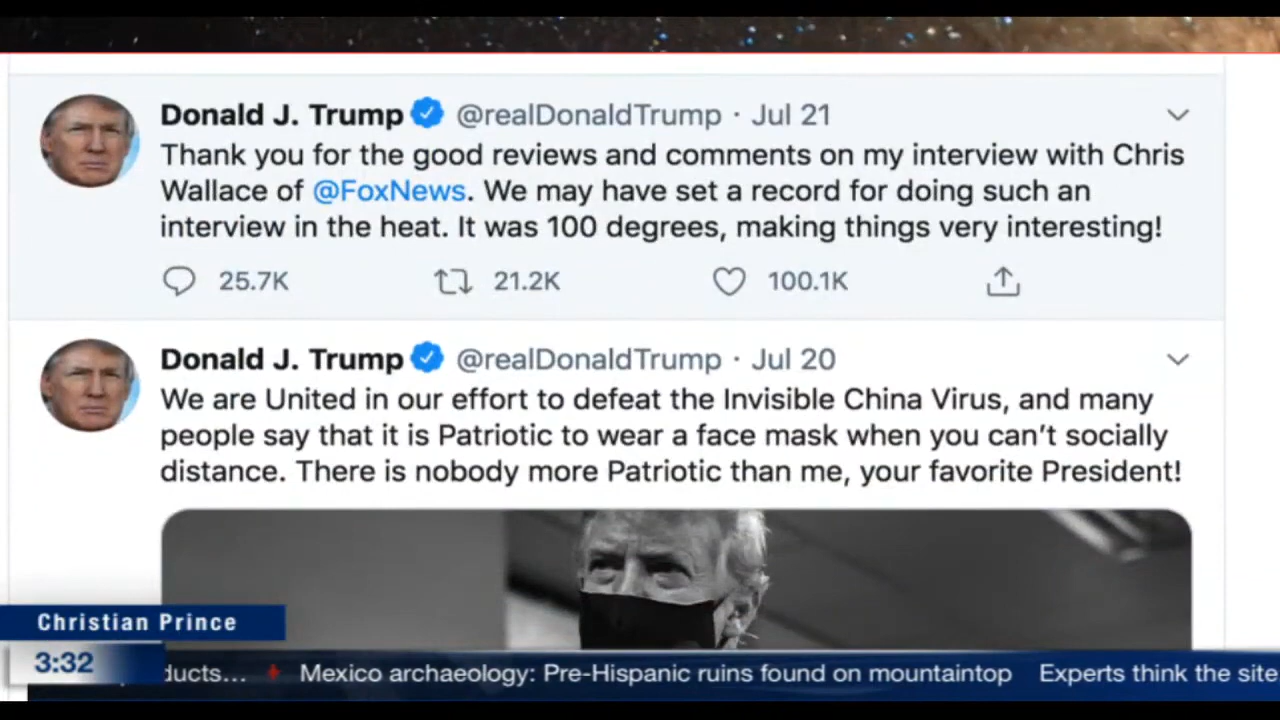 Donald J. Trump @realDonaldTrump · Jul 21
Thank you for the good reviews and comments on my interview with Chris
Wallace of @FoxNews. We may have set a record for doing such an
interview in the heat. It was 100 degrees, making things very interesting!
25.7K 21.2K 100.1K
Donald J. Trump @realDonaldTrump · Jul 20
We are United in our effort to defeat the Invisible China Virus, and many
people say that it is Patriotic to wear a face mask when you can’t socially
distance. There is nobody more Patriotic than me, your favorite President!
Christian Prince
3:32
ducts... Mexico archaeology: Pre-Hispanic ruins found on mountaintop Experts think the site